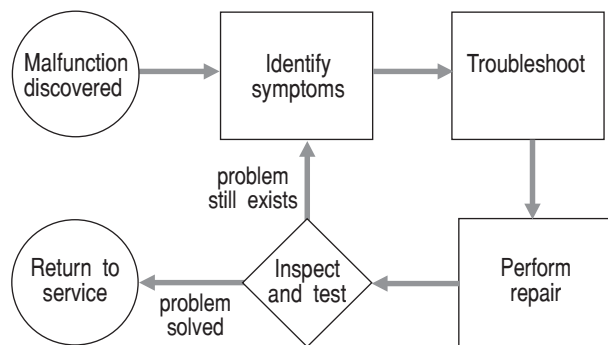 Malfunction
discovered
Identify
symptoms
Troubleshoot
problem
still exists
Return to
service
problem
solved
Inspect
and test
Perform
repair